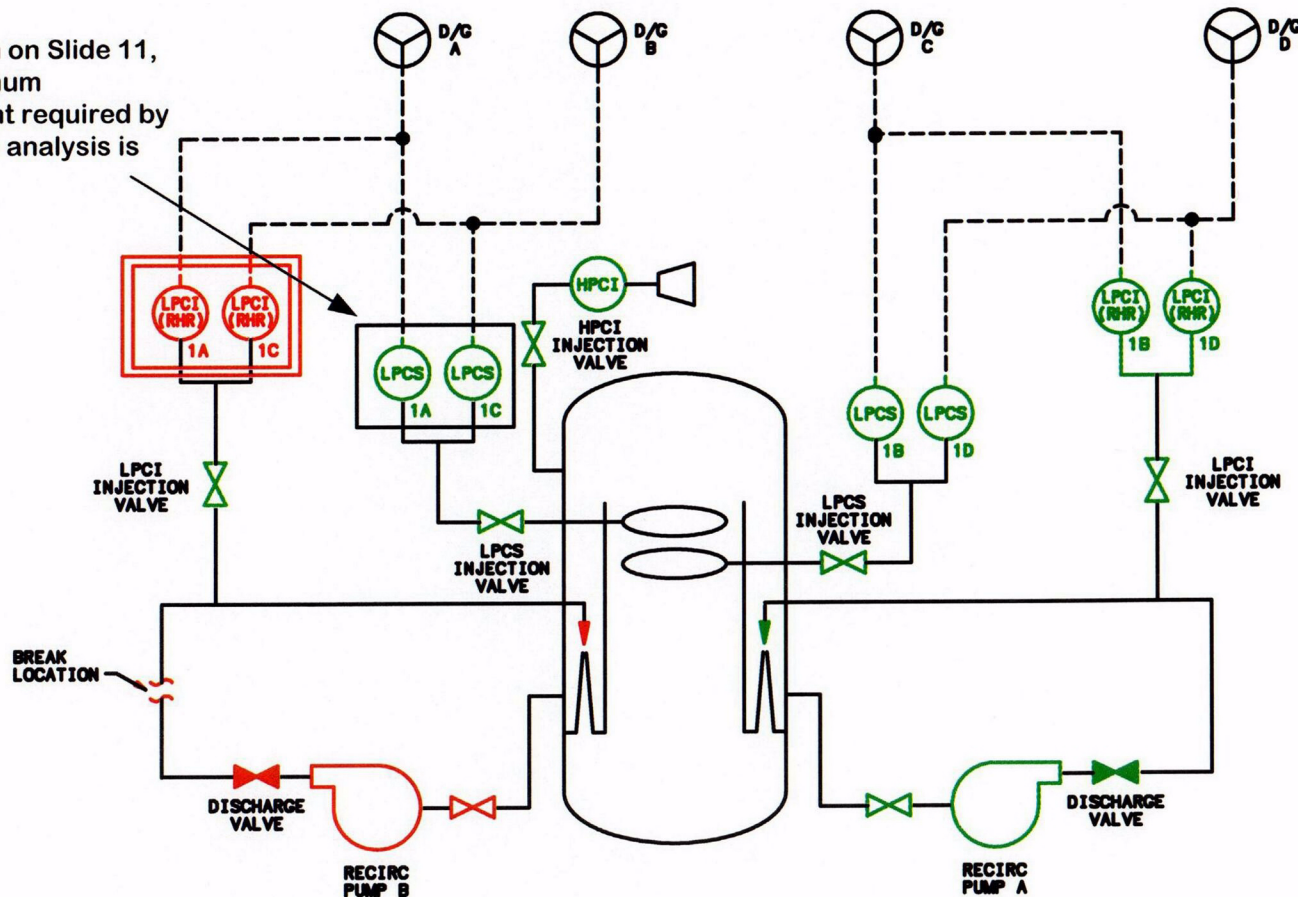 on Slide 11,
um
t required by
analysis is
D/G
A
D/G
B
D/G
C
D/G
D
LPCI
(RHR)
1A
LPCI
(RHR)
1C
LPCS
1A
LPCS
1C
HPCI
HPCI
INJECTION
VALVE
LPCS
1B
LPCS
1D
LPCI
(RHR)
1B
LPCI
(RHR)
1D
LPCI
INJECTION
VALVE
LPCS
INJECTION
VALVE
LPCS
INJECTION
VALVE
LPCI
INJECTION
VALVE
BREAK
LOCATION
DISCHARGE
VALVE
RECIRC
PUMP B
RECIRC
PUMP A
DISCHARGE
VALVE